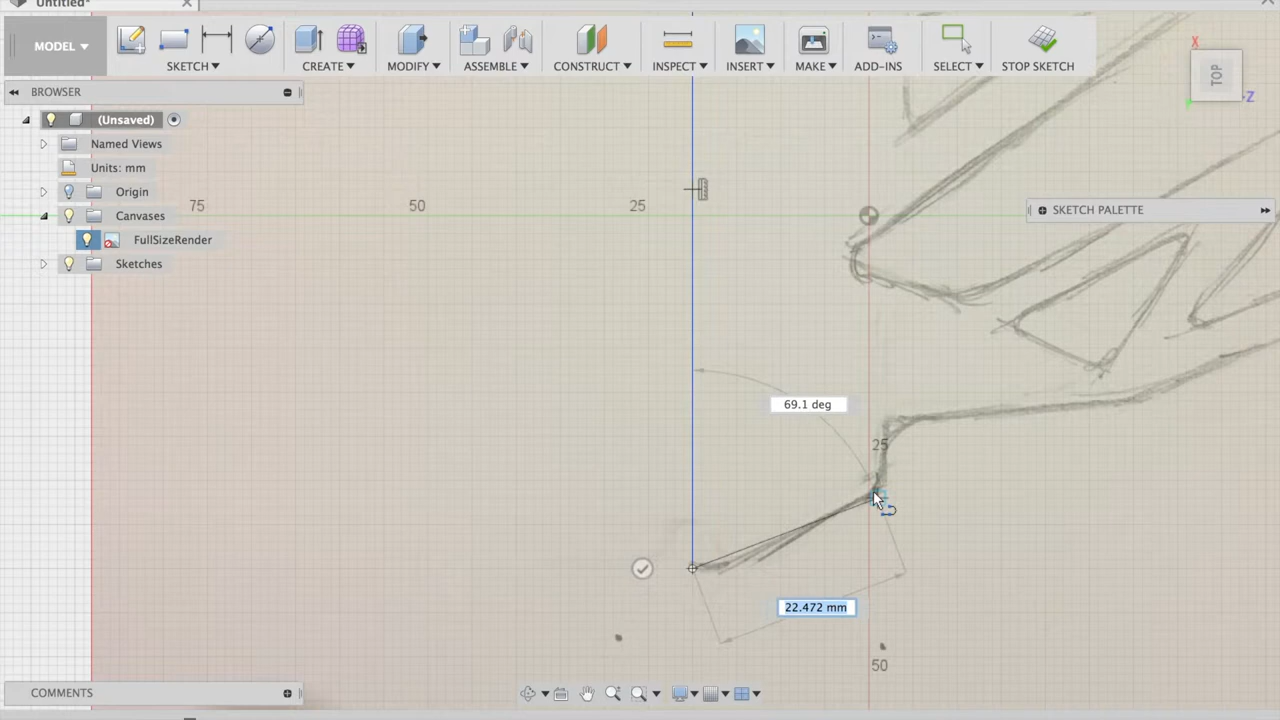 Untitled*
MODEL
SKETCH
CREATE
MODIFY
ASSEMBLE
CONSTRUCT
INSPECT
INSERT
MAKE
ADD-INS
SELECT
STOP SKETCH
BROWSER
(Unsaved)
Named Views
Units: mm
Origin
Canvases
FullSizeRender
Sketches
75
50
25
X
TOP
Z
SKETCH PALETTE
69.1 deg
25
22.472 mm
50
COMMENTS